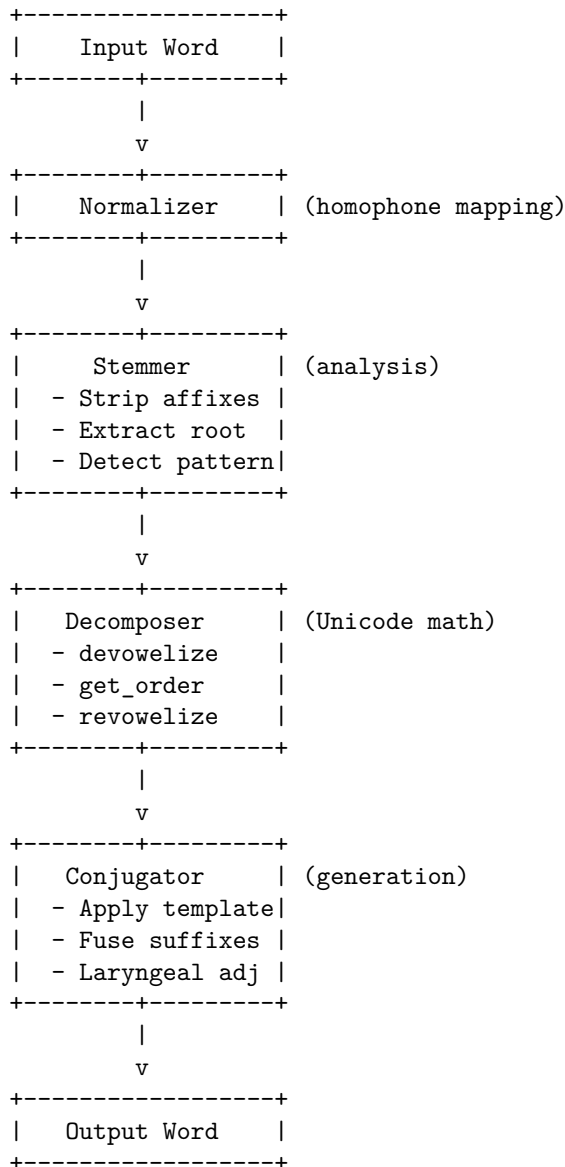 +------------------+
|    Input Word    |
+--------+---------+
         |
         v
+--------+---------+
|    Normalizer    | (homophone mapping)
+--------+---------+
         |
         v
+--------+---------+
|     Stemmer      | (analysis)
|  - Strip affixes |
|  - Extract root  |
|  - Detect pattern|
+--------+---------+
         |
         v
+--------+---------+
|   Decomposer     | (Unicode math)
|  - devowelize    |
|  - get_order     |
|  - revowelize    |
+--------+---------+
         |
         v
+--------+---------+
|   Conjugator     | (generation)
|  - Apply template|
|  - Fuse suffixes |
|  - Laryngeal adj |
+--------+---------+
         |
         v
+------------------+
|   Output Word    |
+------------------+